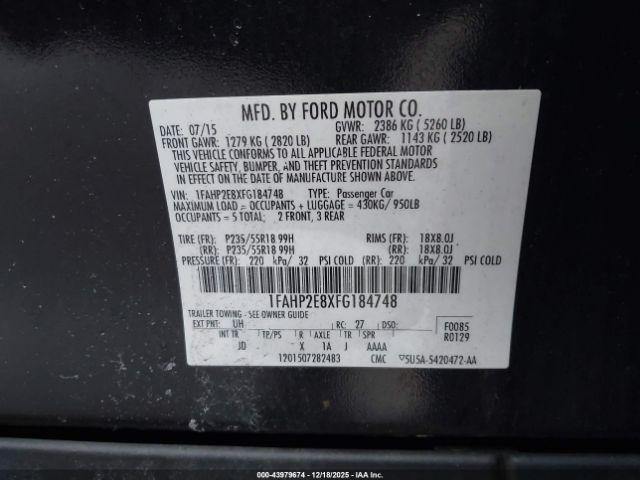 MFD. BY FORD MOTOR CO.
DATE: 07/15 GVWR: 2386 KG ( 5260 LB)
FRONT GAWR: 1279 KG ( 2820 LB) REAR GAWR: 1143 KG ( 2520 LB)
THIS VEHICLE CONFORMS TO ALL APPLICABLE FEDERAL MOTOR
VEHICLE SAFETY, BUMPER, AND THEFT PREVENTION STANDARDS
IN EFFECT ON THE DATE OF MANUFACTURE SHOWN ABOVE.
VIN: 1FAHP2E8XFG184748 TYPE: Passenger Car
MAXIMUM LOAD = OCCUPANTS + LUGGAGE = 430KG/ 950LB
OCCUPANTS = 5 TOTAL; 2 FRONT, 3 REAR
TIRE (FR): P235/55R18 99H RIMS (FR): 18X8.0J
(RR): P235/55R18 99H (RR): 18X8.0J
PRESSURE (FR): 220 kPa/ 32 PSI COLD (RR): 220 kPa/ 32 PSI COLD
1FAHP2E8XFG184748
TRAILER TOWING - SEE OWNER GUIDE
EXT PNT: UH RC: 27 DSO: F0085
INT TR TP/PS R AXLE TR SPR R0129
JD X 1A J AAAA
1201507282483 CMC 5U5A-5420472-AA
000-43979674 - 12/18/2025 - IAA Inc.